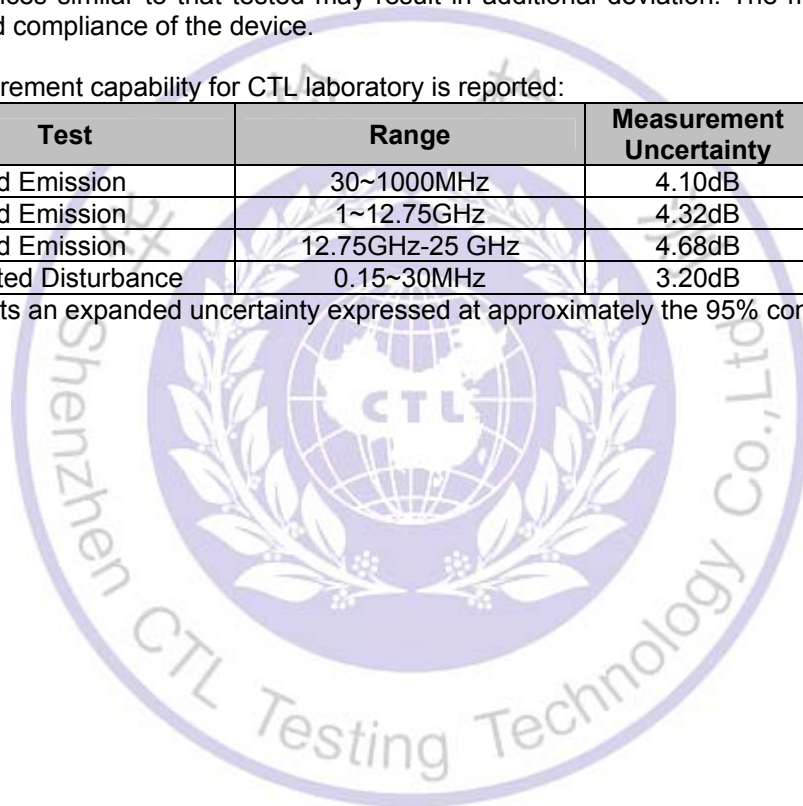 less similar to that tested may result in additional deviation. The
d compliance of the device.
rement capability for CTL laboratory is reported:
Test Range Measurement Uncertainty
d Emission 30~1000MHz 4.10dB
d Emission 1~12.75GHz 4.32dB
d Emission 12.75GHz-25 GHz 4.68dB
ted Disturbance 0.15~30MHz 3.20dB
ts an expanded uncertainty expressed at approximately the 95% con
CTL
Shenzhen CTL Testing Technology Co.,Ltd